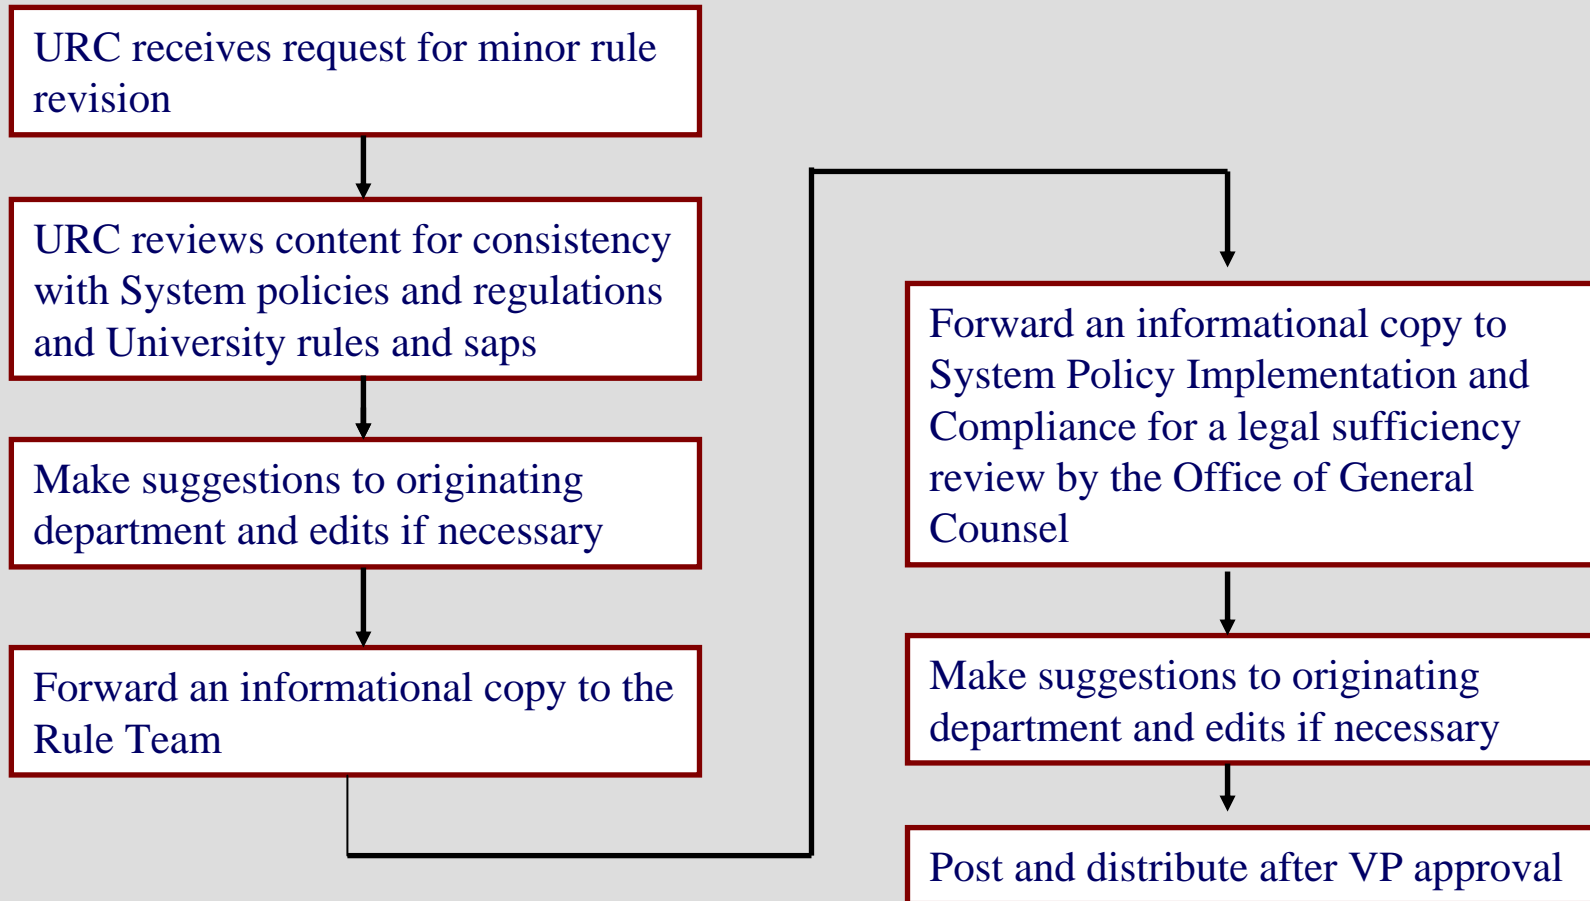 URC receives request for minor rule
revision
URC reviews content for consistency
with System policies and regulations
and University rules and saps
Make suggestions to originating
department and edits if necessary
Forward an informational copy to the
Rule Team
Forward an informational copy to
System Policy Implementation and
Compliance for a legal sufficiency
review by the Office of General
Counsel
Make suggestions to originating
department and edits if necessary
Post and distribute after VP approval